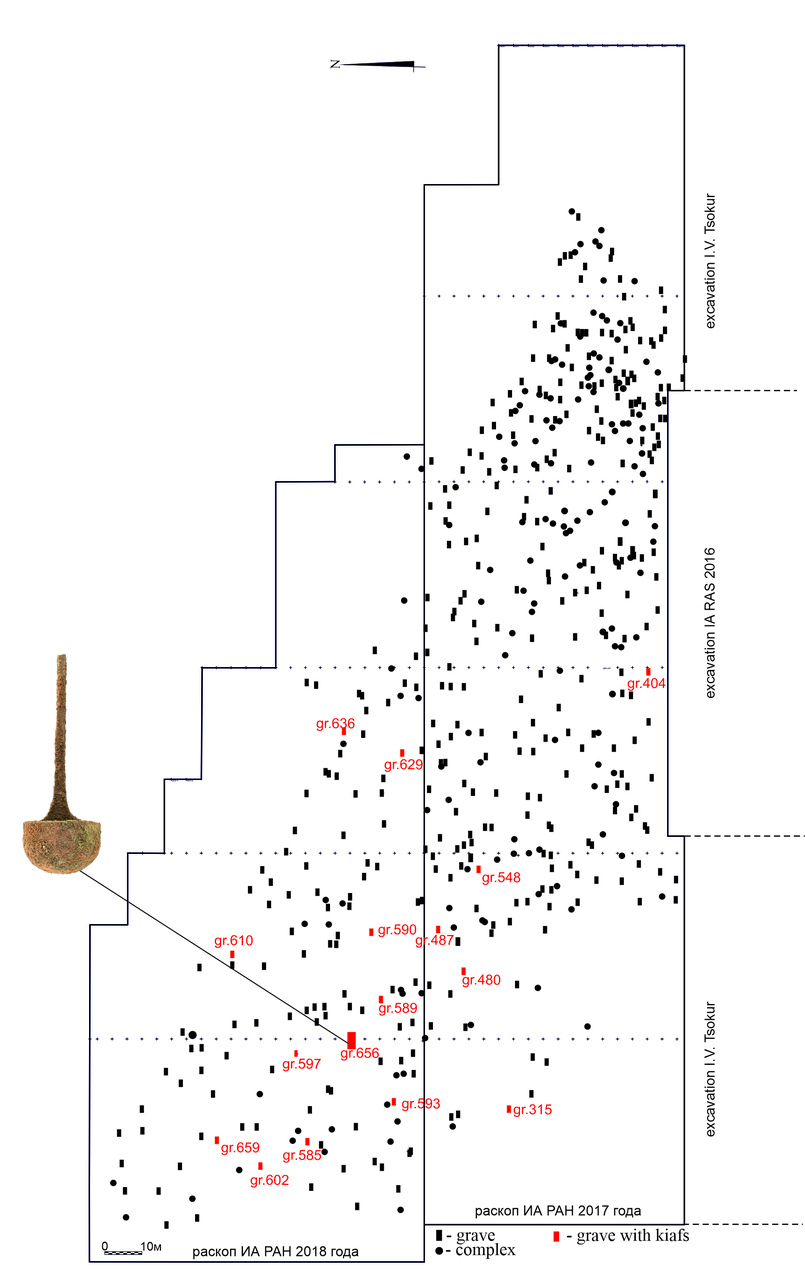 N
excavation I.V. Tsokur
excavation IA RAS 2016
gr.404
gr.636
gr.629
gr.548
gr.590
gr.487
gr.610
gr.480
gr.589
gr.656
gr.597
gr.593
gr.315
excavation I.V. Tsokur
gr.659
gr.585
gr.602
раскоп ИА РАН 2017 года
- grave
- grave with kiafs
- complex
0 10м
раскоп ИА РАН 2018 года